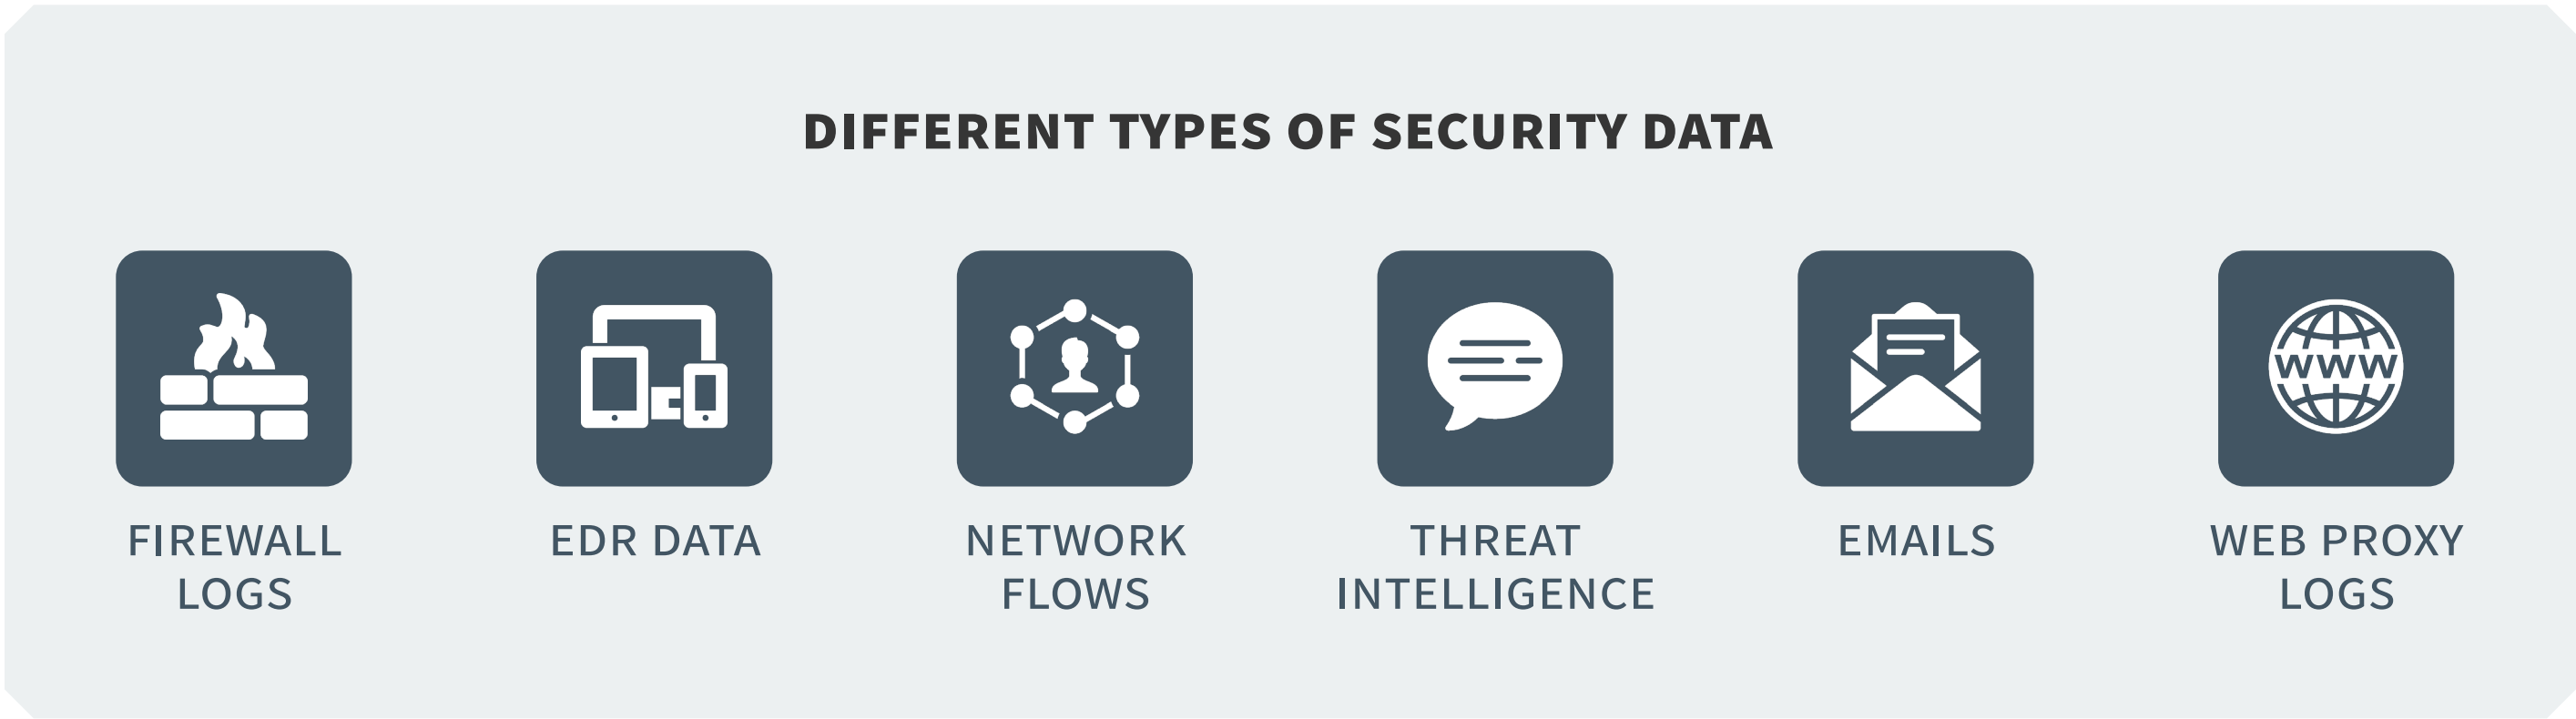 DIFFERENT TYPES OF SECURITY DATA
WWW
FIREWALL
LOGS
EDR DATA
NETWORK
FLOWS
THREAT
INTELLIGENCE
EMAILS
WEB PROXY
LOGS